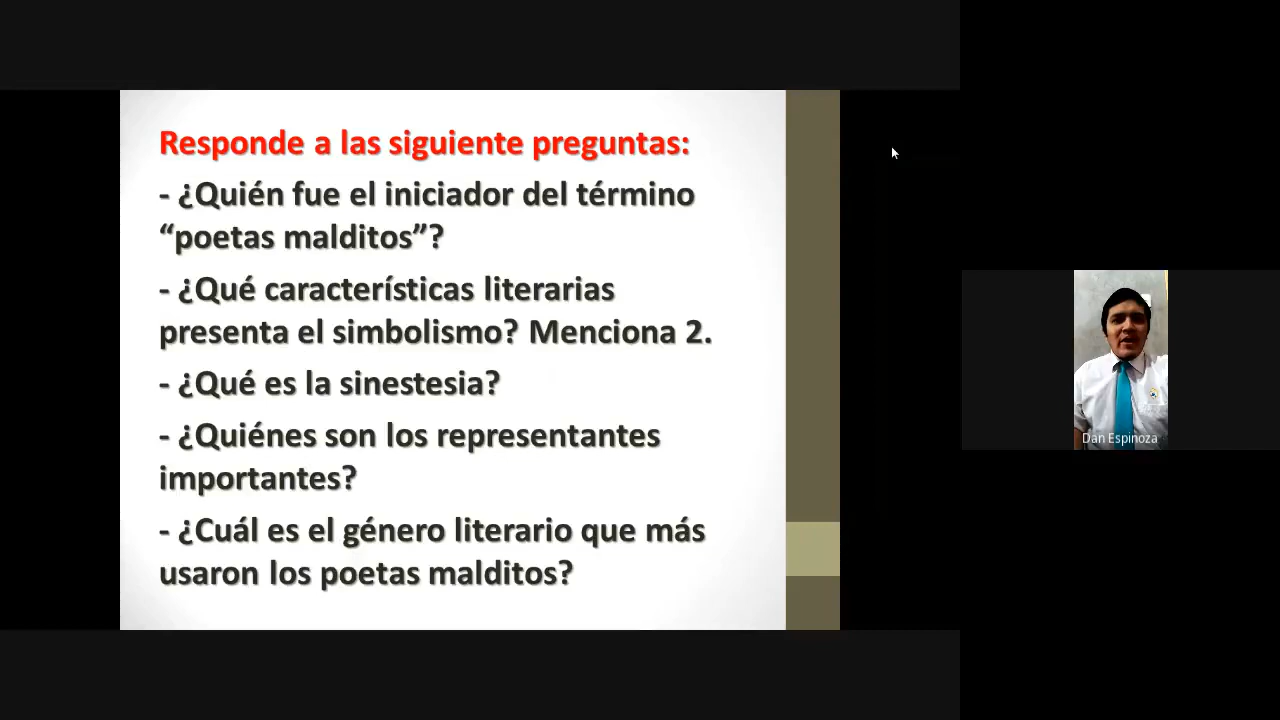 Responde a las siguiente preguntas:
- ¿Quién fue el iniciador del término
“poetas malditos”?
- ¿Qué características literarias
presenta el simbolismo? Menciona 2.
- ¿Qué es la sinestesia?
- ¿Quiénes son los representantes
importantes?
- ¿Cuál es el género literario que más
usaron los poetas malditos?
Dan Espinoza